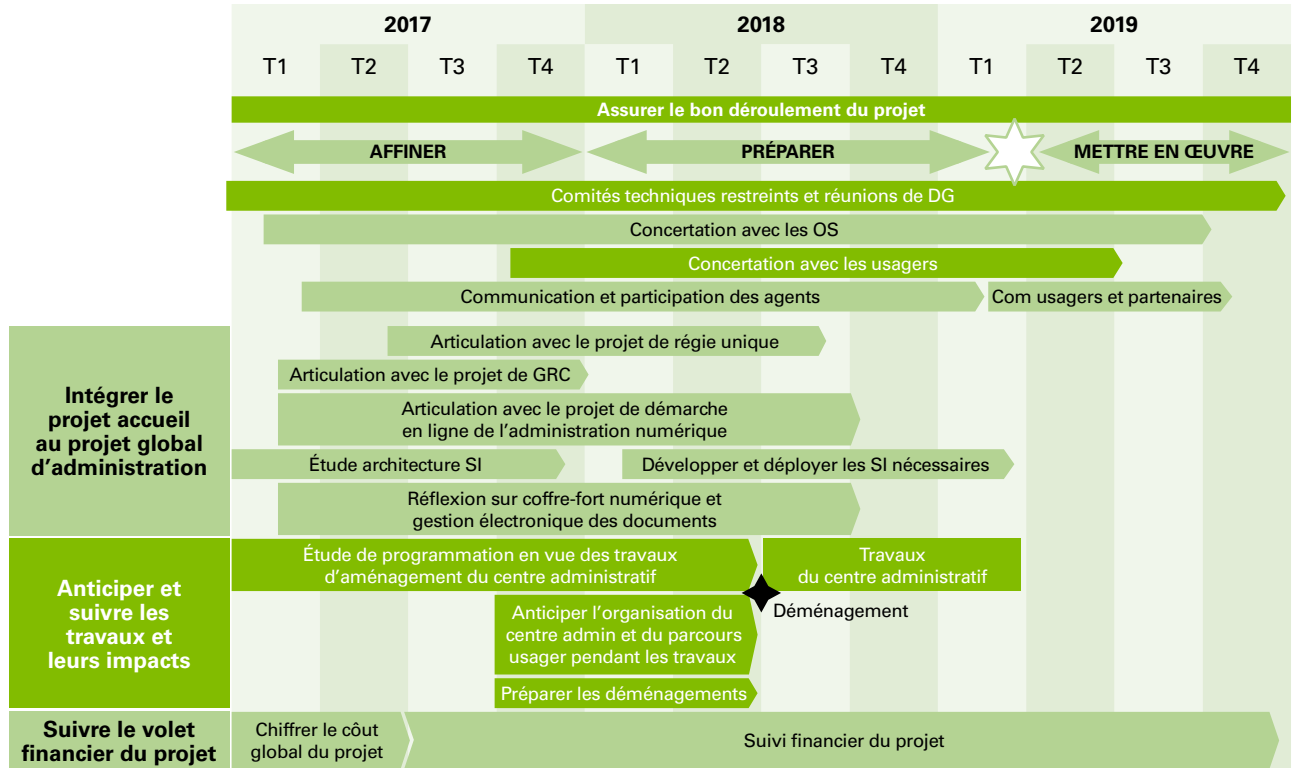 2017
2018
2019
T1 T2 T3 T4 T1 T2 T3 T4 T1 T2 T3 T4
Assurer le bon déroulement du projet
AFFINER
PRÉPARER
METTRE EN ŒUVRE
Comités techniques restreints et réunions de DG
Concertation avec les OS
Concertation avec les usagers
Communication et participation des agents
Com usagers et partenaires
Intégrer le
projet accueil
au projet global
d'administration
Articulation avec le projet de régie unique
Articulation avec le projet de GRC
Articulation avec le projet de démarche
en ligne de l'administration numérique
Étude architecture SI
Développer et déployer les SI nécessaires
Réflexion sur coffre-fort numérique et
gestion électronique des documents
Anticiper et
suivre les
travaux et
leurs impacts
Étude de programmation en vue des travaux
d'aménagement du centre administratif
Travaux
du centre administratif
Déménagement
Anticiper l'organisation du
centre admin et du parcours
usager pendant les travaux
Préparer les déménagements
Suivre le volet
financier du projet
Chiffrer le côut
global du projet
Suivi financier du projet